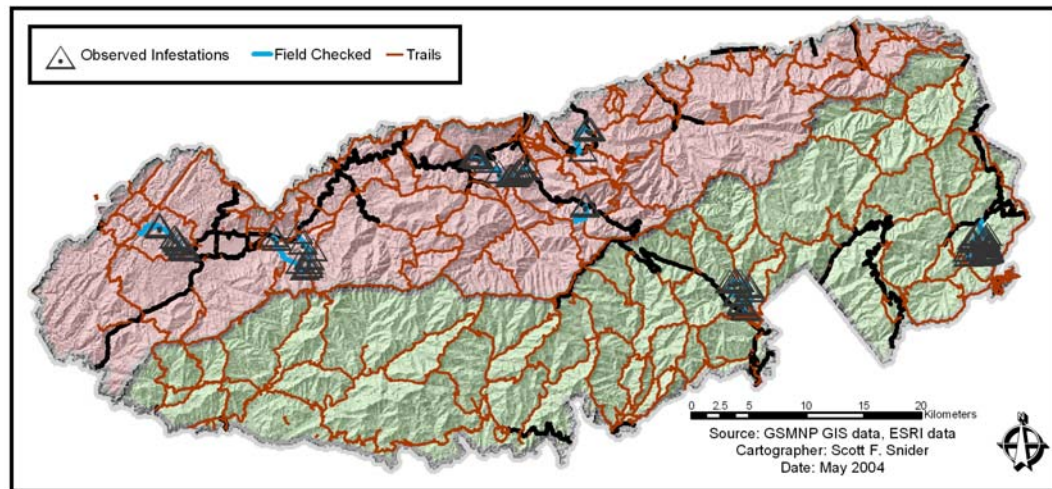 Observed Infestations Field Checked Trails
0 2.5 5 10 15 20
Kilometers
Source: GSMNP GIS data, ESRI data
Cartographer: Scott F. Snider
Date: May 2004